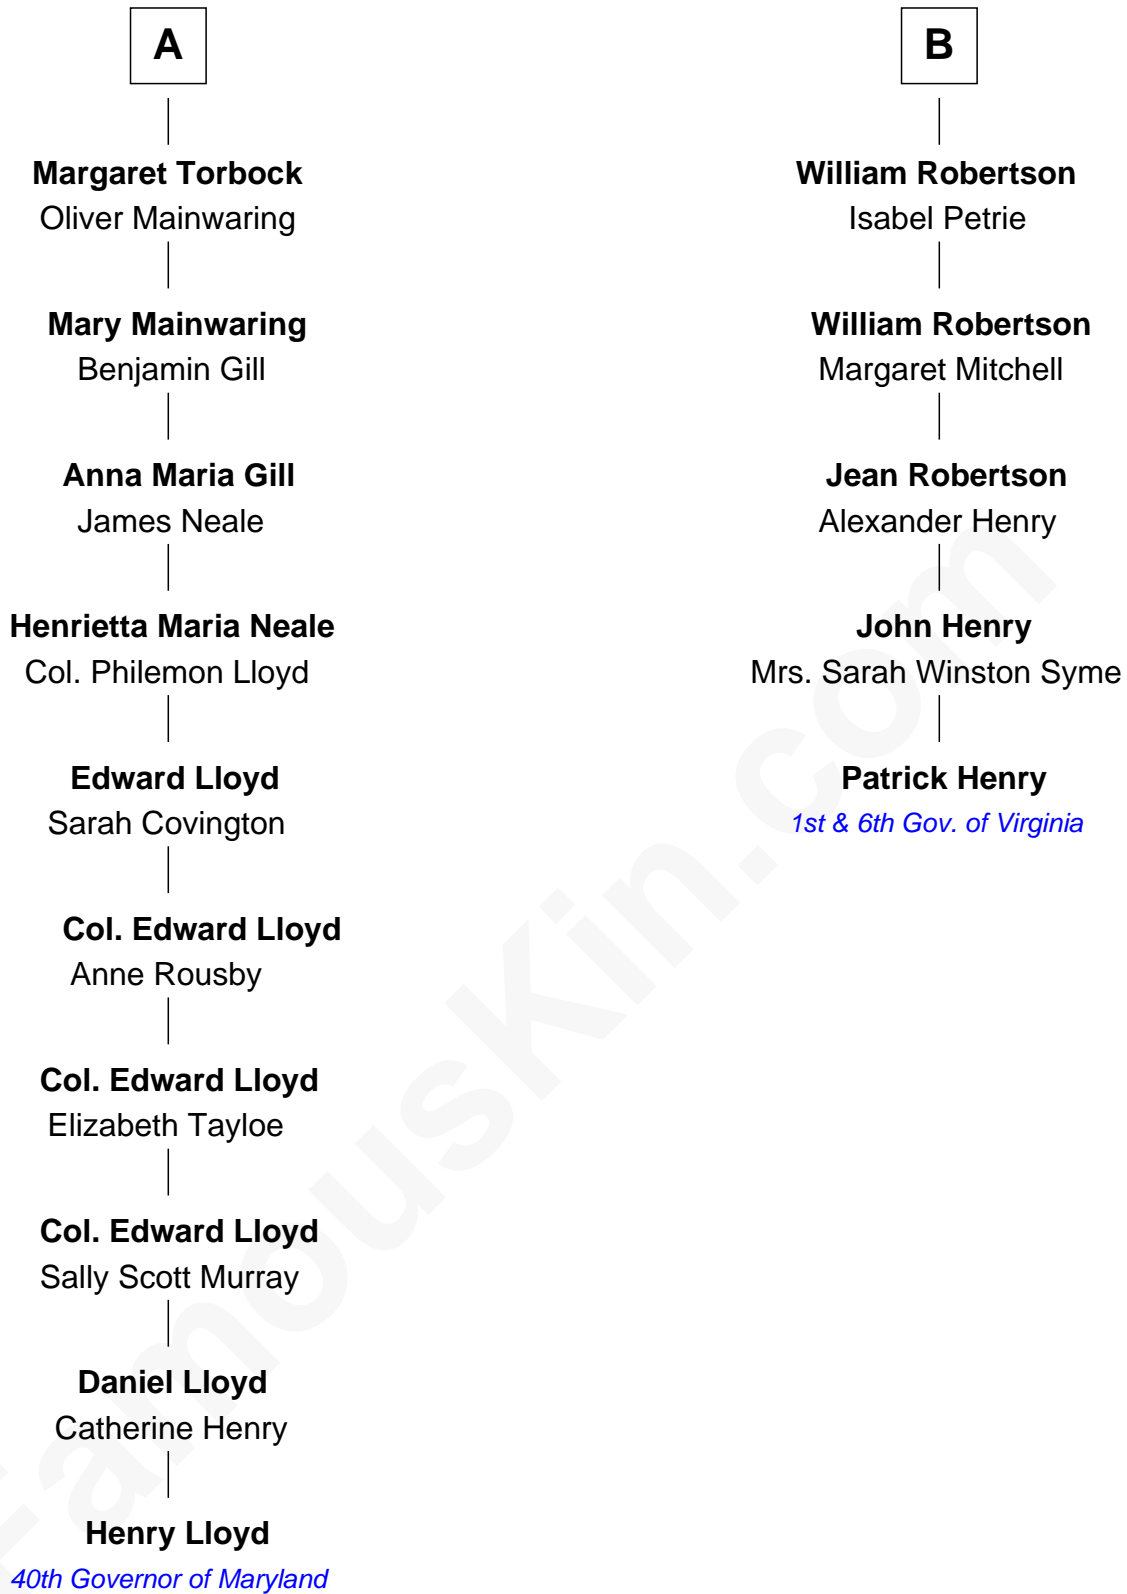 A
Margaret Torbock
Oliver Mainwaring
Mary Mainwaring
Benjamin Gill
Anna Maria Gill
James Neale
Henrietta Maria Neale
Col. Philemon Lloyd
Edward Lloyd
Sarah Covington
Col. Edward Lloyd
Anne Rousby
Col. Edward Lloyd
Elizabeth Tayloe
Col. Edward Lloyd
Sally Scott Murray
Daniel Lloyd
Catherine Henry
Henry Lloyd
40th Governor of Maryland
B
William Robertson
Isabel Petrie
William Robertson
Margaret Mitchell
Jean Robertson
Alexander Henry
John Henry
Mrs. Sarah Winston Syme
Patrick Henry
1st & 6th Gov. of Virginia
FamousKin.com